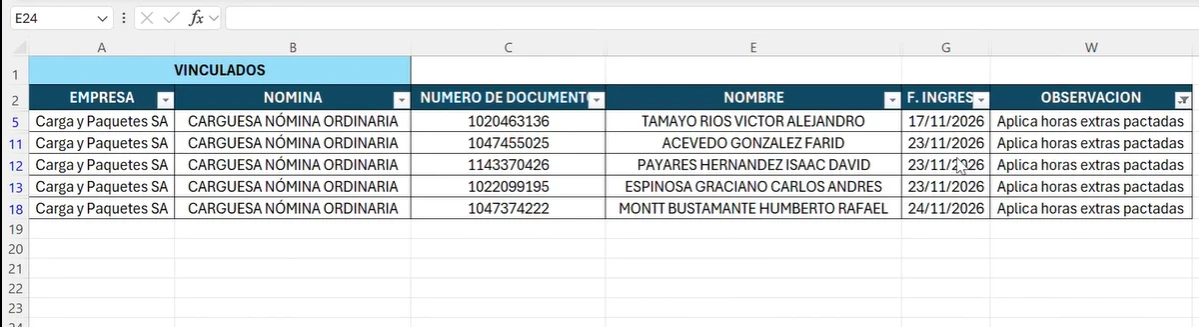 E24 fx
A B C E G W
1 VINCULADOS
2 EMPRESA NOMINA NUMERO DE DOCUMENT NOMBRE F. INGRES OBSERVACION
5 Carga y Paquetes SA CARGUESA NÓMINA ORDINARIA 1020463136 TAMAYO RIOS VICTOR ALEJANDRO 17/11/2026 Aplica horas extras pactadas
11 Carga y Paquetes SA CARGUESA NÓMINA ORDINARIA 1047455025 ACEVEDO GONZALEZ FARID 23/11/2026 Aplica horas extras pactadas
12 Carga y Paquetes SA CARGUESA NÓMINA ORDINARIA 1143370426 PAYARES HERNANDEZ ISAAC DAVID 23/11/2026 Aplica horas extras pactadas
13 Carga y Paquetes SA CARGUESA NÓMINA ORDINARIA 1022099195 ESPINOSA GRACIANO CARLOS ANDRES 23/11/2026 Aplica horas extras pactadas
18 Carga y Paquetes SA CARGUESA NÓMINA ORDINARIA 1047374222 MONTT BUSTAMANTE HUMBERTO RAFAEL 24/11/2026 Aplica horas extras pactadas
19
20
21
22
23
24